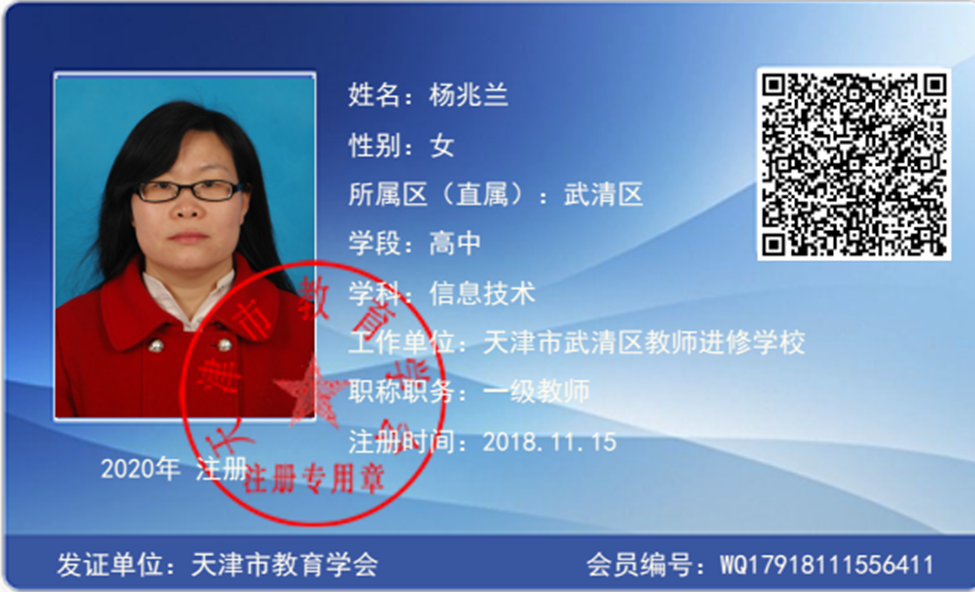 姓名：杨兆兰
性别：女
所属区（直属）：武清区
学段：高中
学科：信息技术
工作单位：天津市武清区教师进修学校
职称职务：一级教师
注册时间：2018.11.15
2020年 注册
天津市教育学会
注册专用章
发证单位：天津市教育学会
会员编号：WQ17918111556411